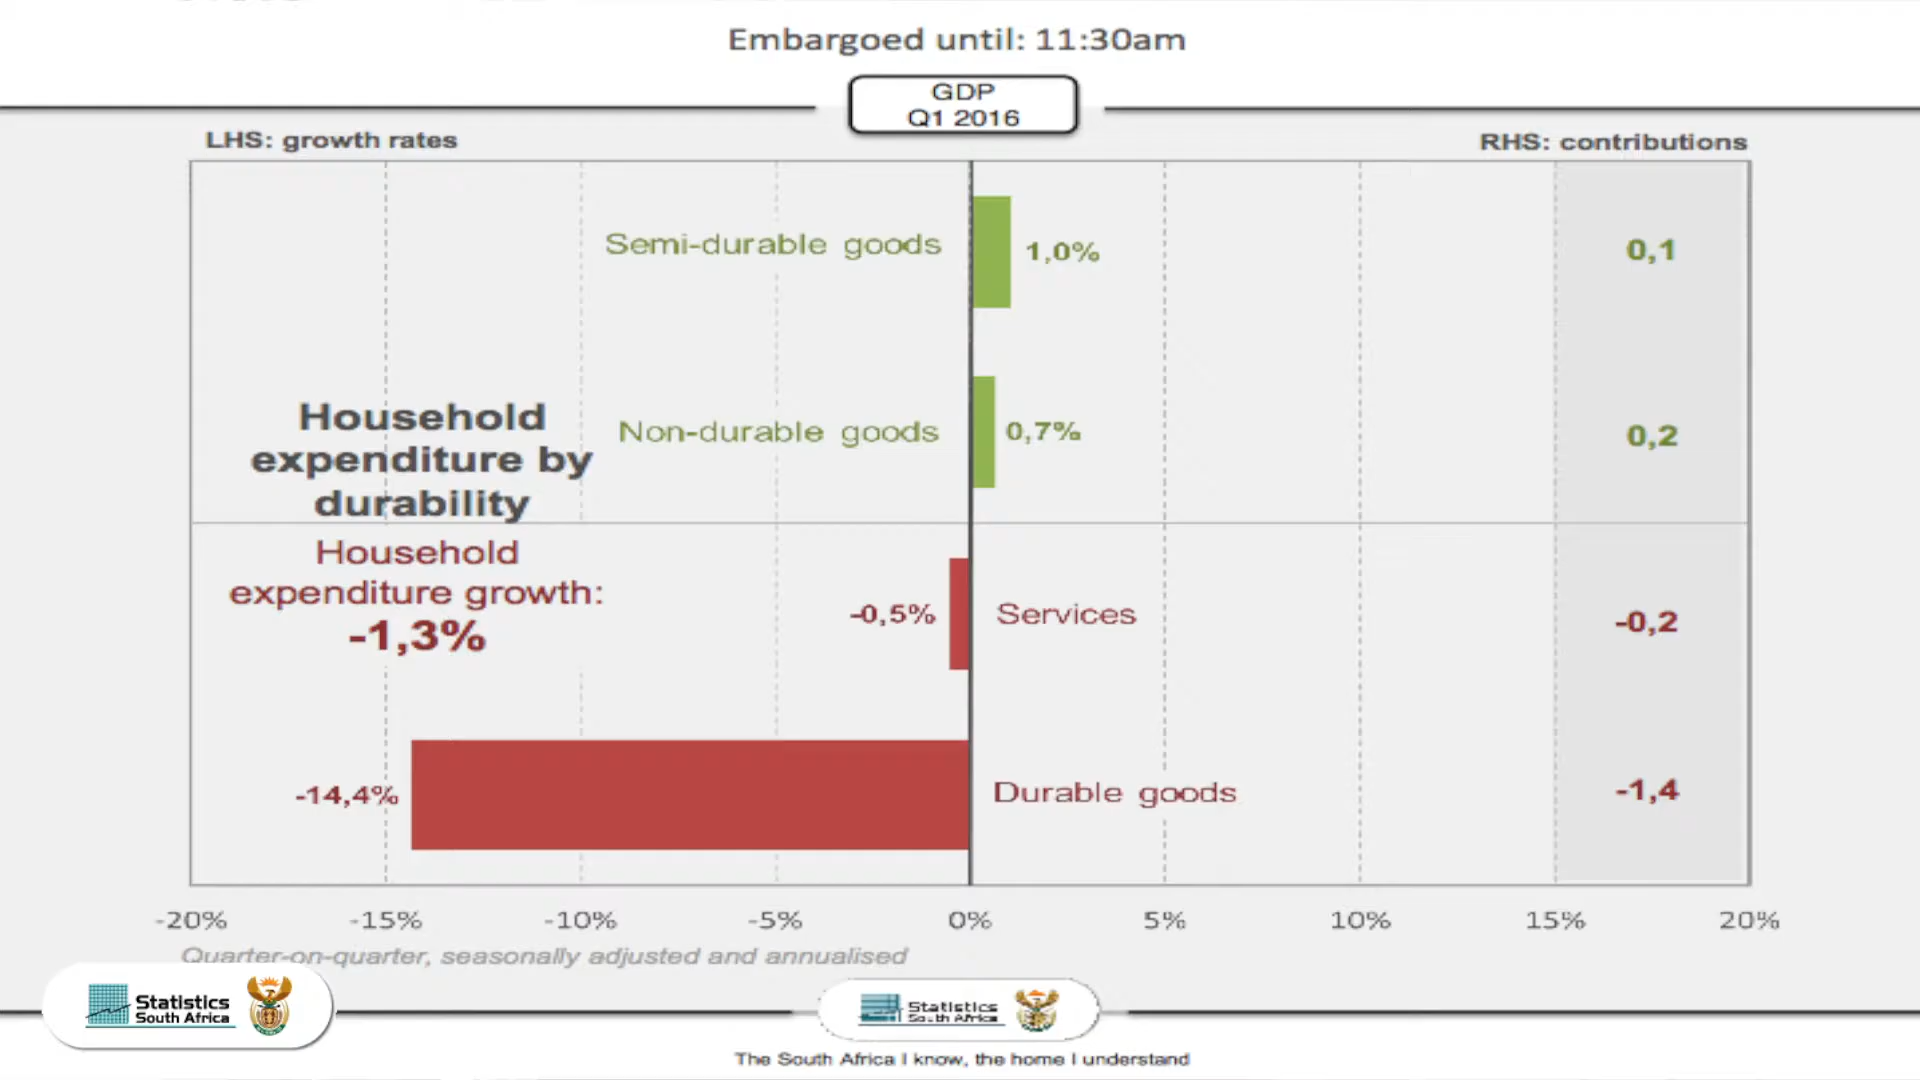 Embargoed until: 11:30am
GDP
Q1 2016
LHS: growth rates
RHS: contributions
Semi-durable goods
1,0%
0,1
Household
expenditure by
durability
Non-durable goods
0,7%
0,2
Household
expenditure growth:
-1,3%
-0,5%
Services
-0,2
-14,4%
Durable goods
-1,4
-20%
-15%
-10%
-5%
0%
5%
10%
15%
20%
Quarter-on-quarter, seasonally adjusted and annualised
Statistics
South Africa
Statistics
South Africa
The South Africa I know, the home I understand